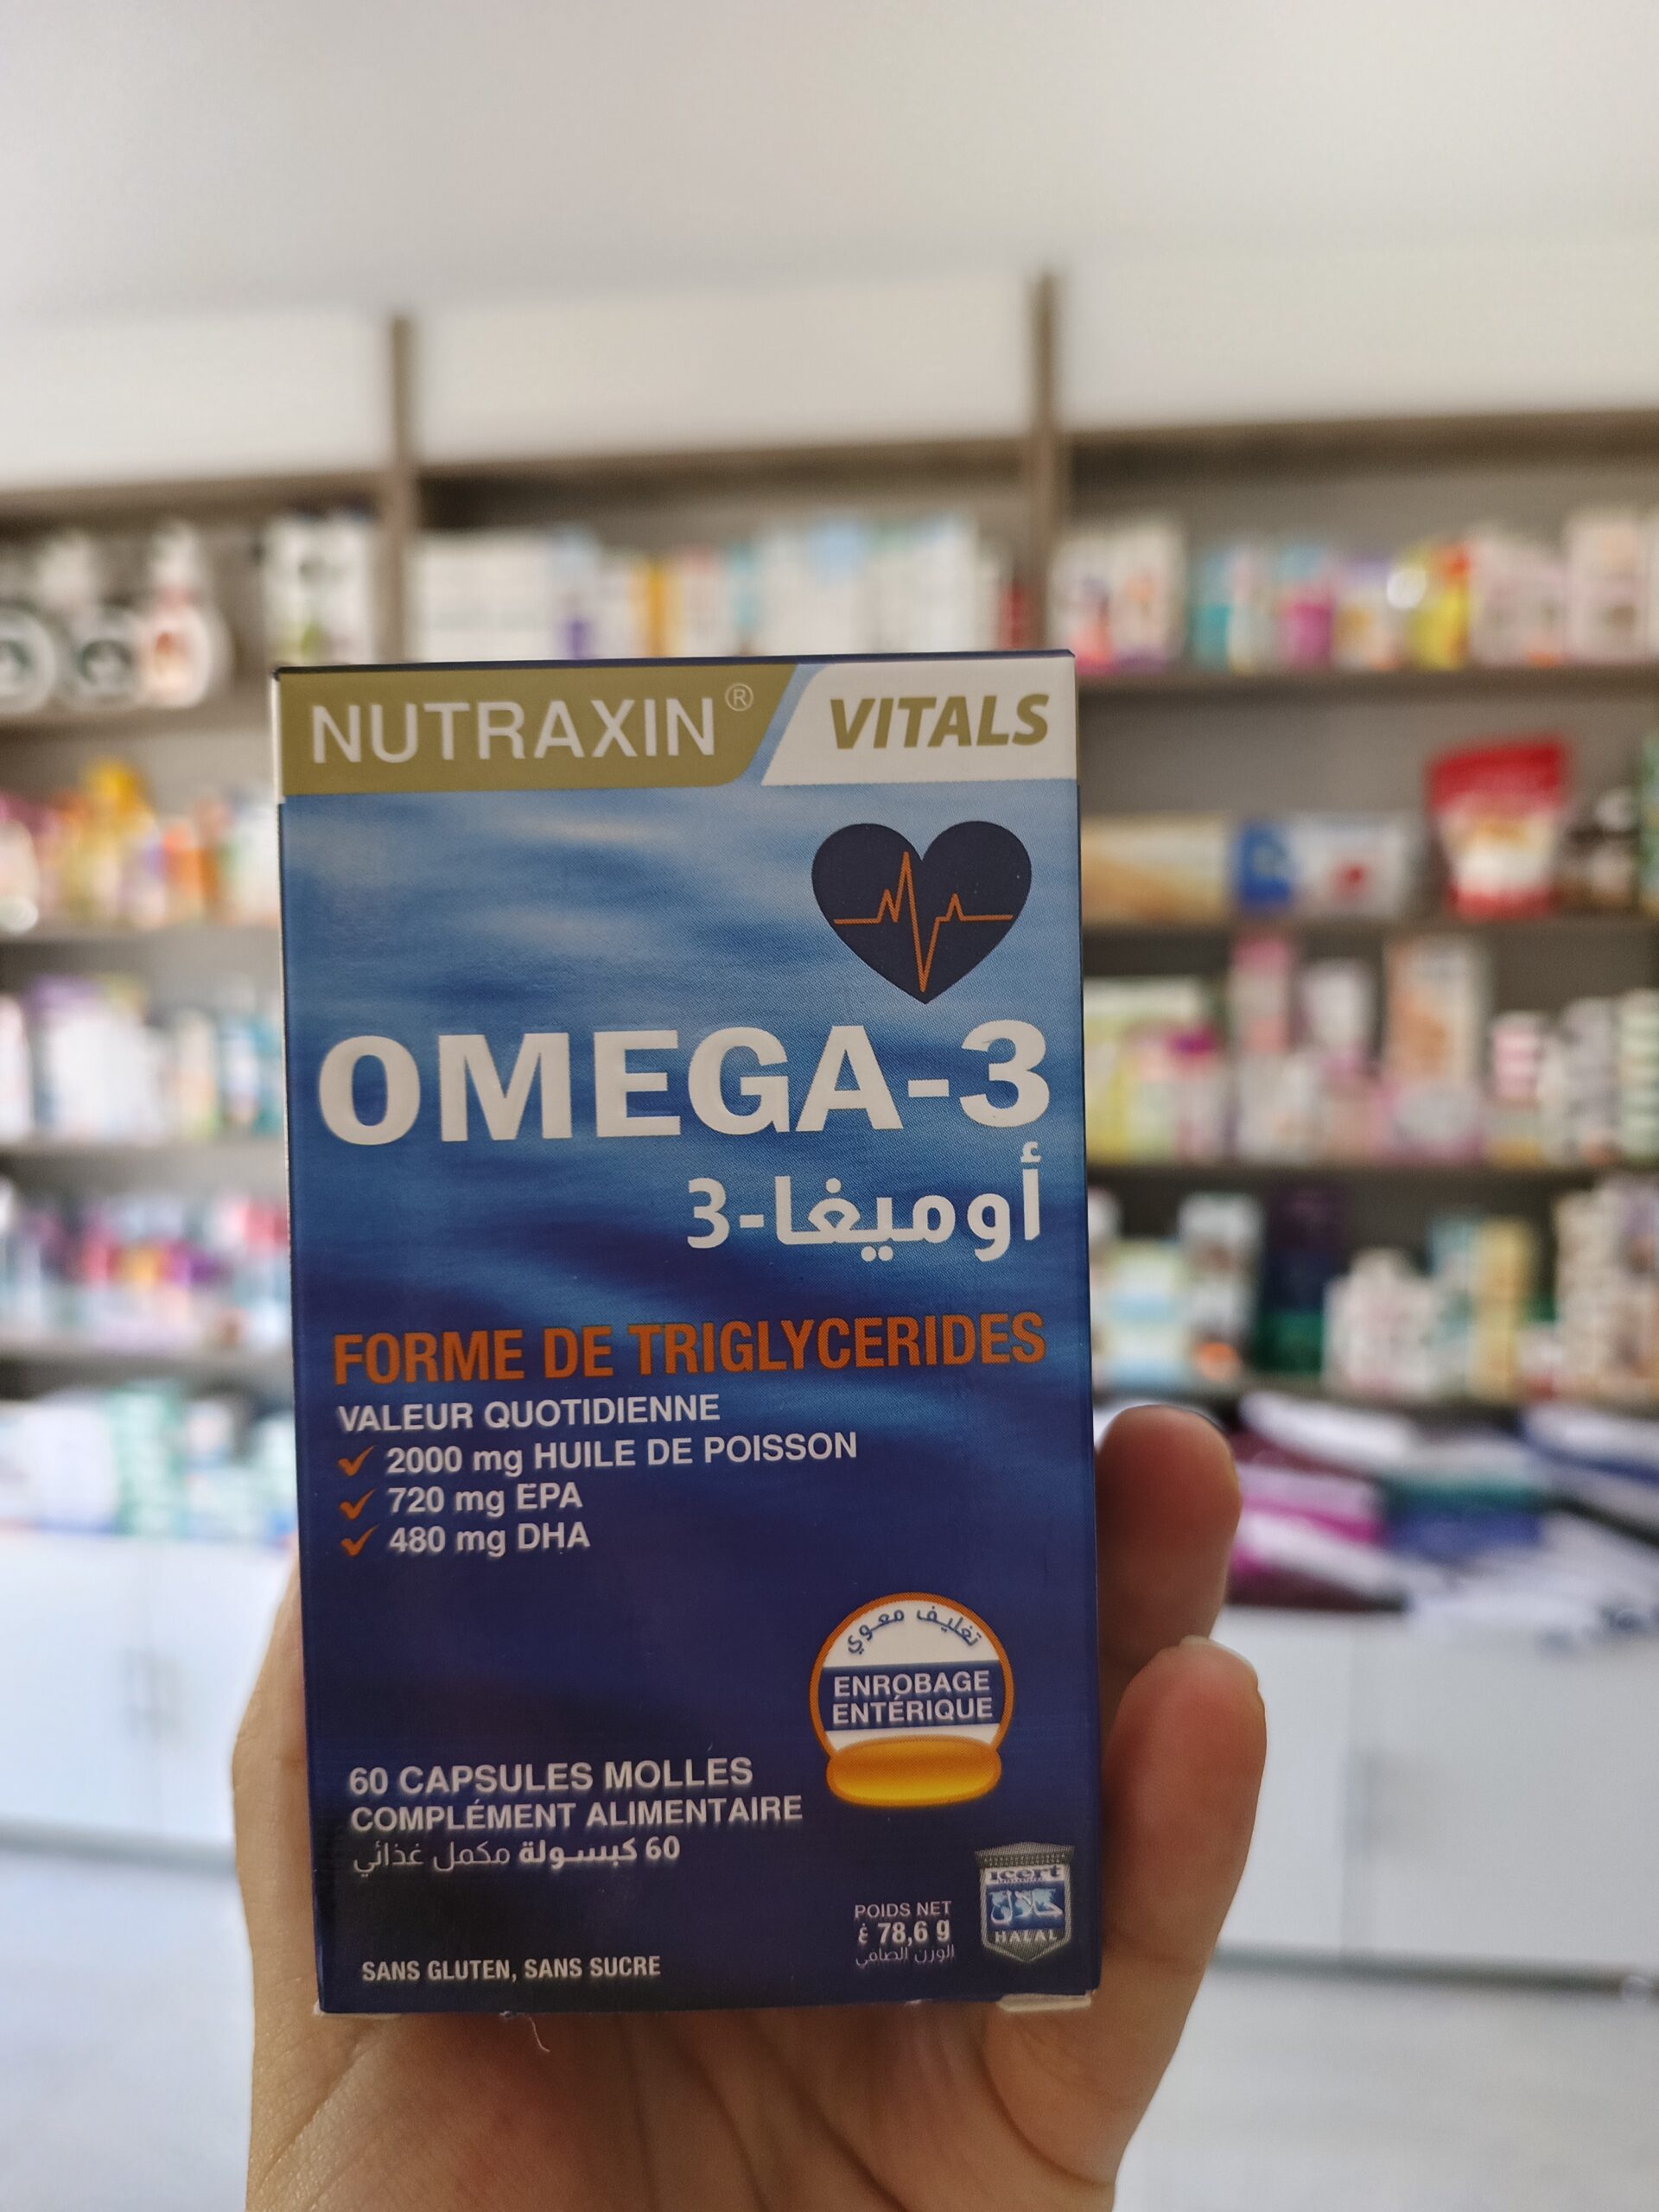 NUTRAXIN® VITALS
OMEGA-3
أوميغا-3
FORME DE TRIGLYCERIDES
VALEUR QUOTIDIENNE
2000 mg HUILE DE POISSON
720 mg EPA
480 mg DHA
تغليف معوي
ENROBAGE
ENTÉRIQUE
60 CAPSULES MOLLES
COMPLÉMENT ALIMENTAIRE
60 كبسولة مكمل غذائي
POIDS NET
78,6 g غ
الوزن الصافي
icert
حلال
HALAL
SANS GLUTEN, SANS SUCRE